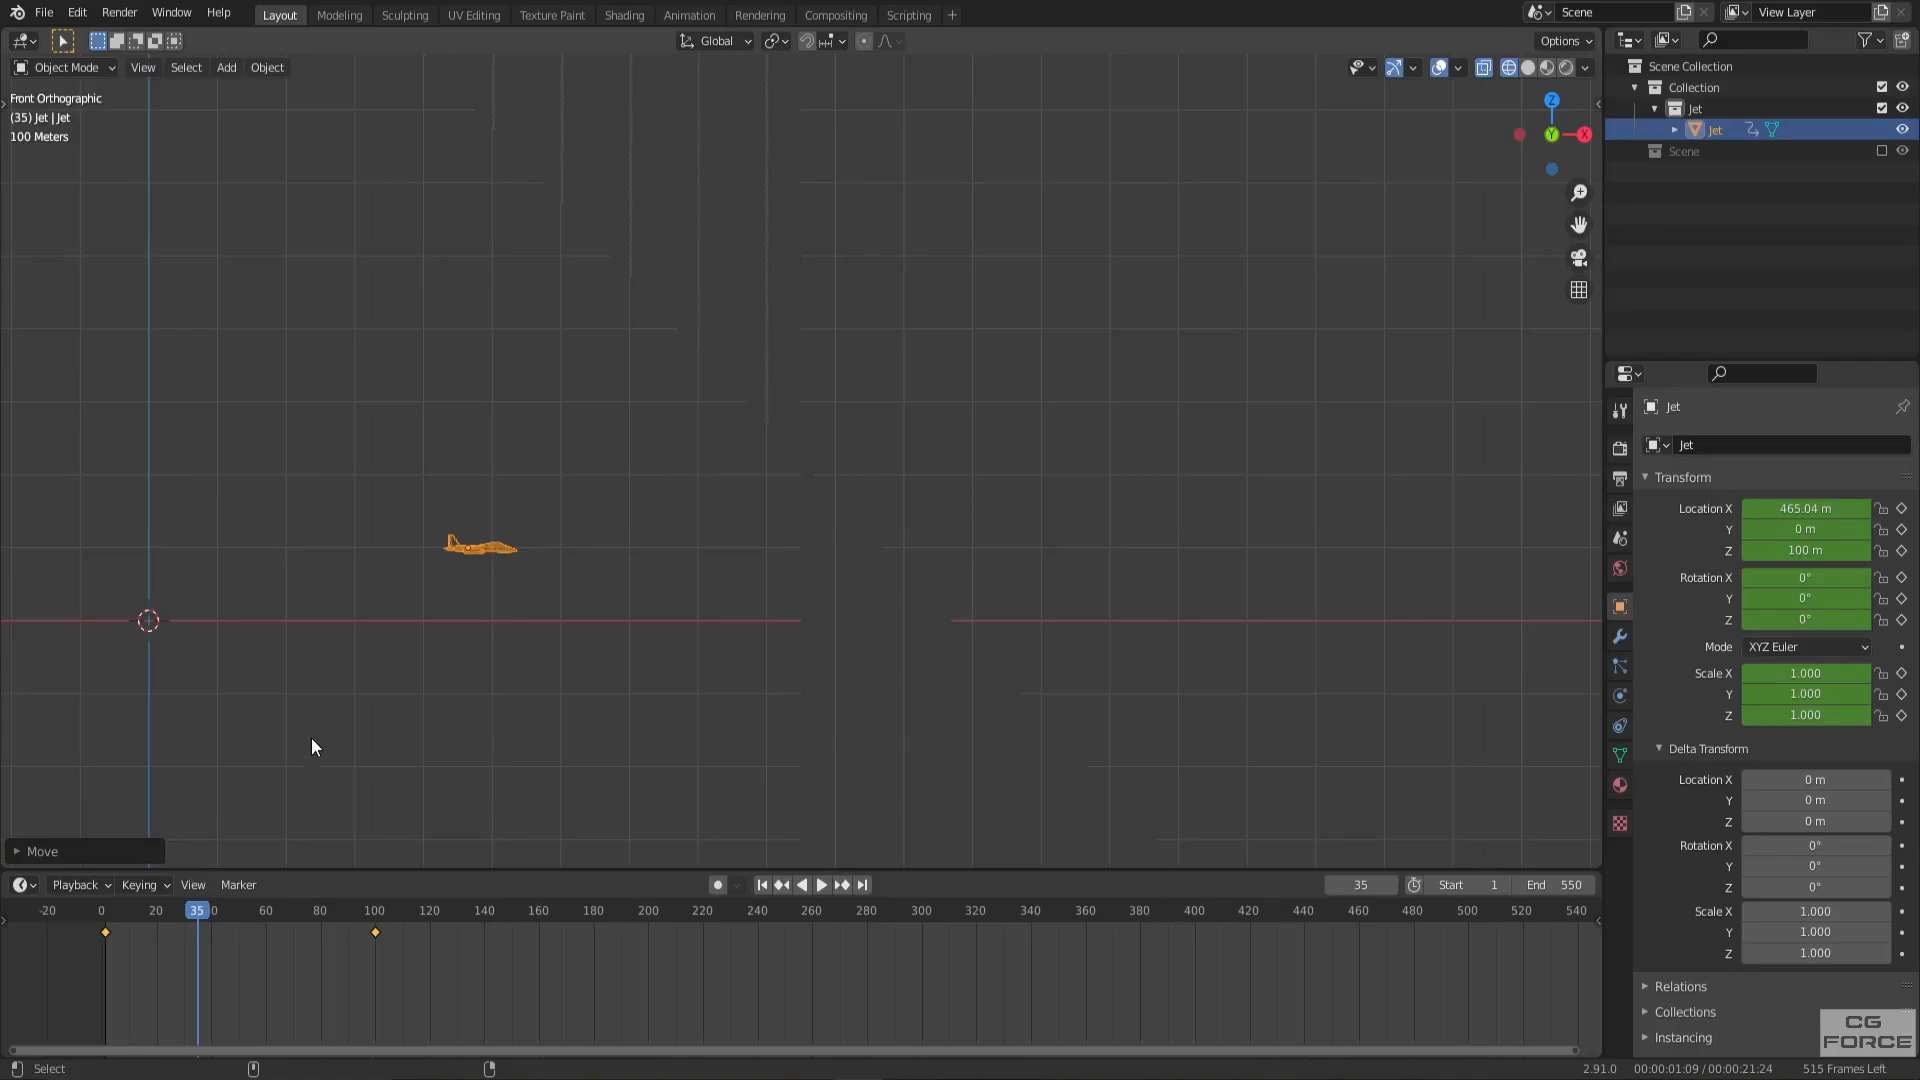 File Edit Render Window Help Layout Modeling Sculpting UV Editing Texture Paint Shading Animation Rendering Compositing Scripting + Scene View Layer
Global Options
Object Mode View Select Add Object
Front Orthographic
(35) Jet | Jet
100 Meters
Z
Y
X
Scene Collection
Collection
Jet
Jet
Scene
Jet
Jet
Transform
Location X 465.04 m
Y 0 m
Z 100 m
Rotation X 0°
Y 0°
Z 0°
Mode XYZ Euler
Scale X 1.000
Y 1.000
Z 1.000
Delta Transform
Location X 0 m
Y 0 m
Z 0 m
Rotation X 0°
Y 0°
Z 0°
Scale X 1.000
Y 1.000
Z 1.000
Relations
Collections
Instancing
Move
Playback Keying View Marker 35 Start 1 End 550
-20 0 20 35 0 60 80 100 120 140 160 180 200 220 240 260 280 300 320 340 360 380 400 420 440 460 480 500 520 540
CG
FORCE
Select 2.91.0 00:00:01:09 / 00:00:21:24 515 Frames Left